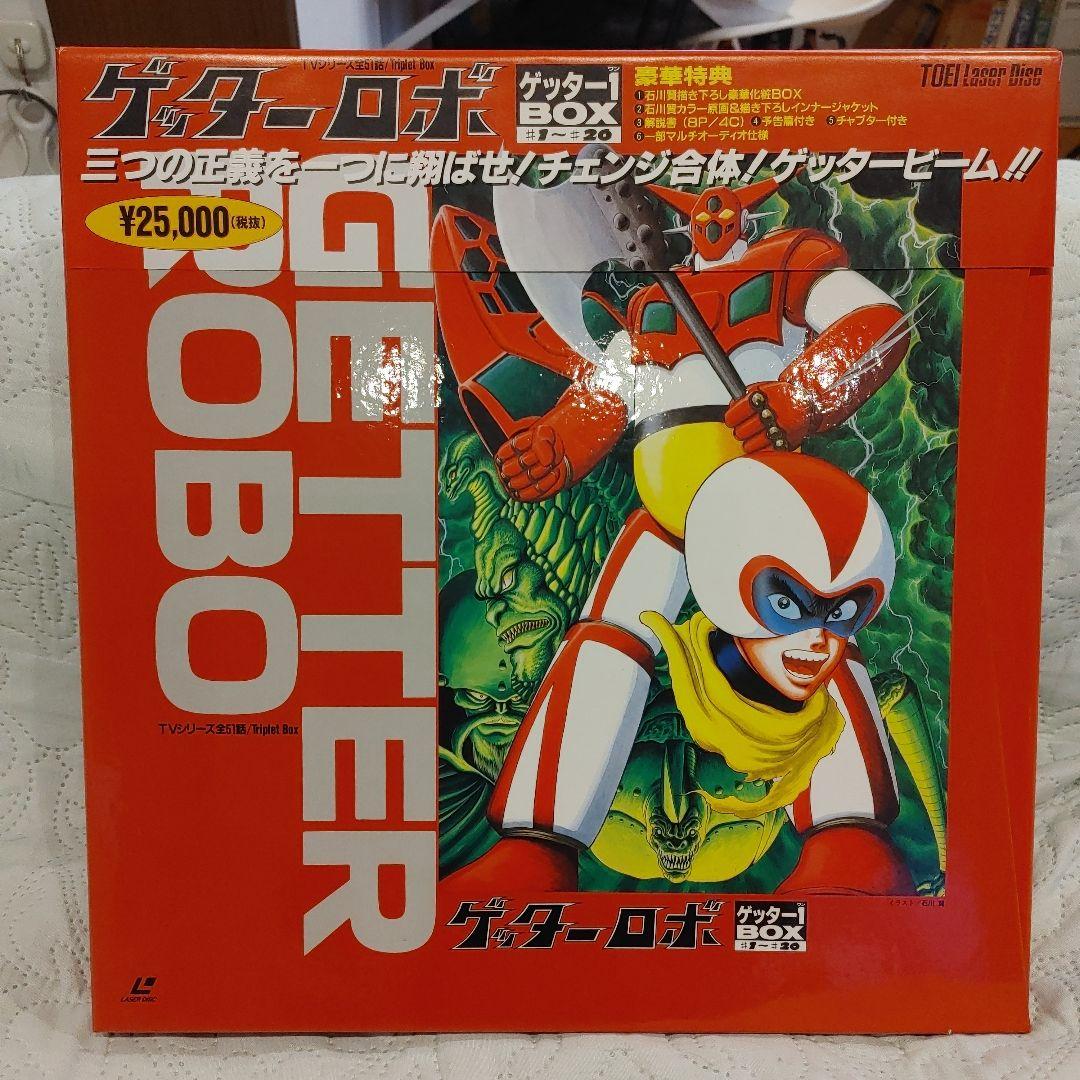 TVシリーズ全51話/Triplet Box
ゲッターロボ
ゲッター1
ワン
BOX
#1〜#20
豪華特典
①石川賢描き下ろし豪華化粧BOX
②石川賢カラー原画&描き下ろしインナージャケット
③解説書(8P/4C) ④予告篇付き ⑤チャプター付き
⑥一部マルチオーディオ仕様
TOEI Laser Disc
三つの正義を一つに翔ばせ!チェンジ合体!ゲッタービーム!!
¥25,000(税抜)
GETTER
ROBO
TVシリーズ全51話/Triplet Box
イラスト/石川 賢
ゲッターロボ
ゲッター1
ワン
BOX
#1〜#20
LASER DISC